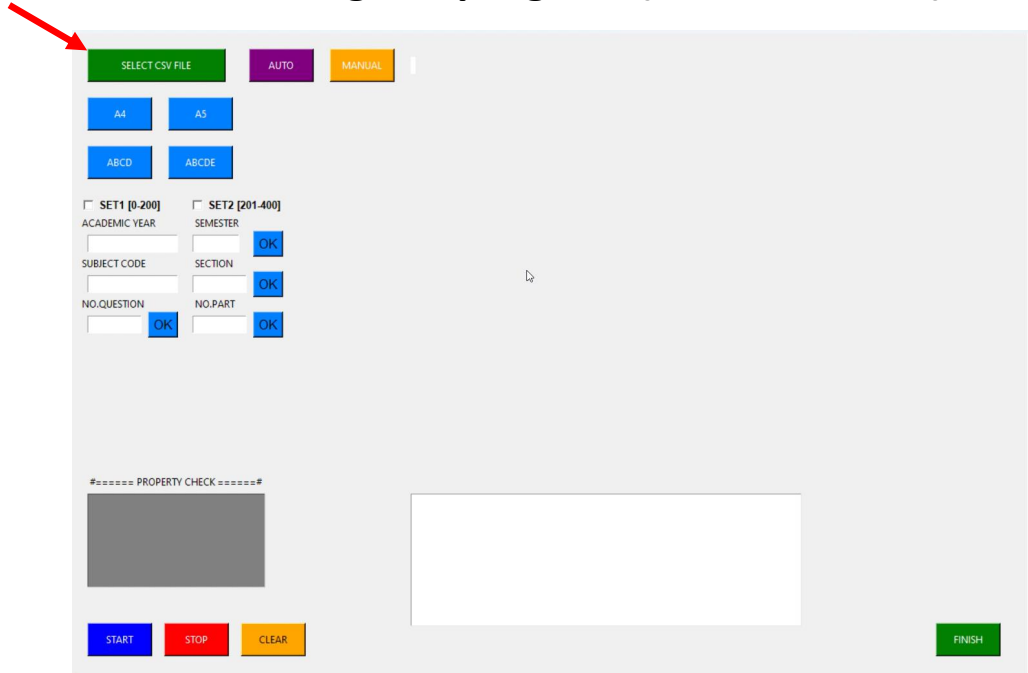 SELECT CSV FILE AUTO MANUAL
A4 A5
ABCD ABCDE
SET1 [0-200] SET2 [201-400]
ACADEMIC YEAR SEMESTER
OK
SUBJECT CODE SECTION
OK
NO.QUESTION NO.PART
OK OK
#====== PROPERTY CHECK ======#
START STOP CLEAR FINISH